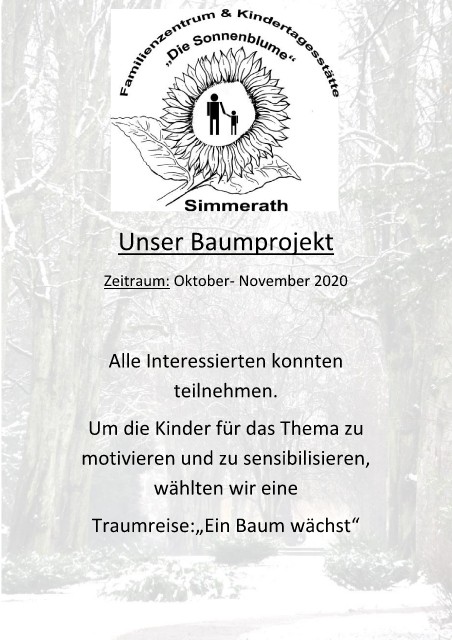 Familienzentrum & Kindertagesstätte
„Die Sonnenblume“
Simmerath
Unser Baumprojekt
Zeitraum: Oktober- November 2020
Alle Interessierten konnten
teilnehmen.
Um die Kinder für das Thema zu
motivieren und zu sensibilisieren,
wählten wir eine
Traumreise:„Ein Baum wächst“